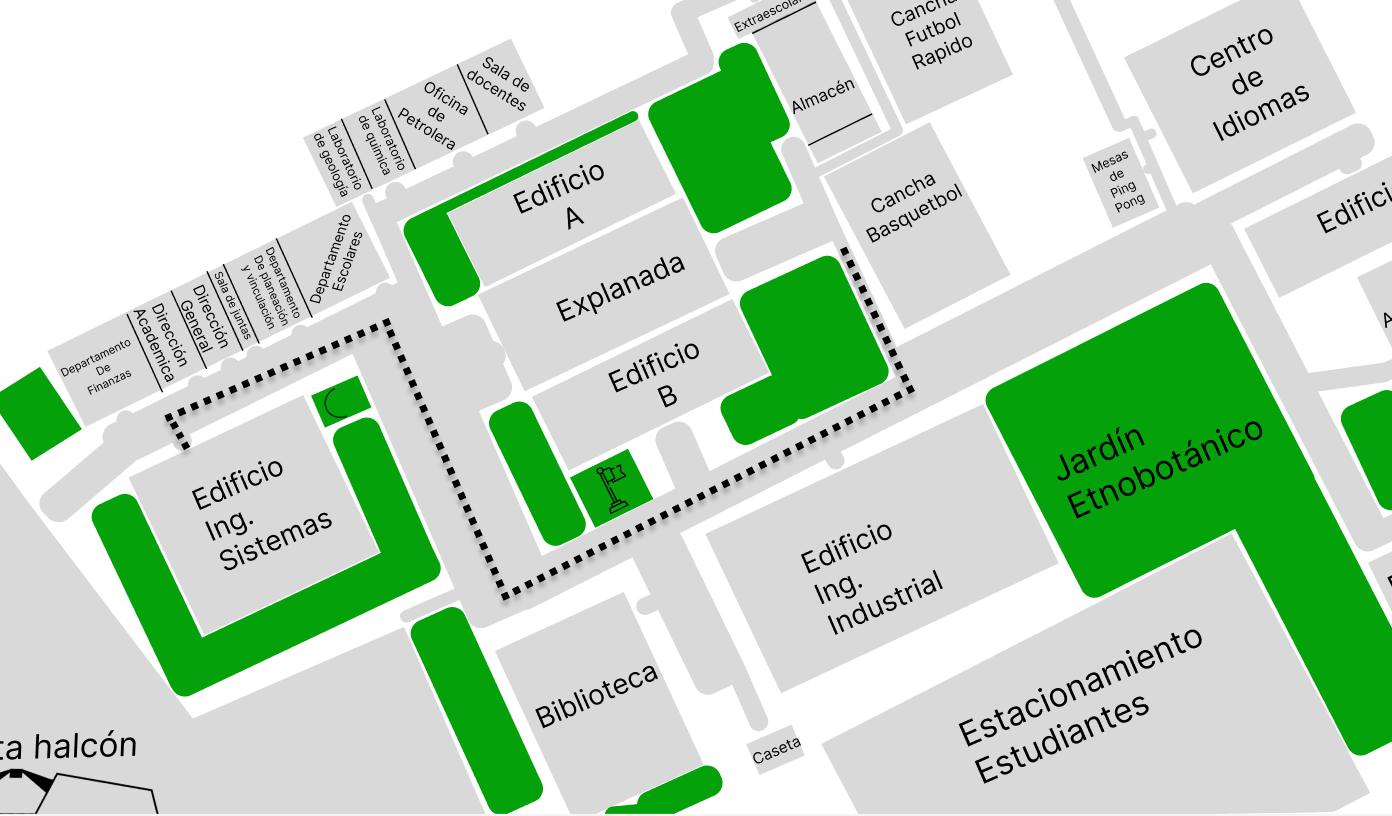 Extraescolar
Cancha
Futbol
Rapido
Almacén
Centro
de
Idiomas
Sala de
docentes
Oficina
de
Petrolera
Laboratorio
de química
Laboratorio
de geología
Mesas
de
Ping
Pong
Cancha
Basquetbol
Edificio
A
Explanada
Edificio
B
Departamento
Escolares
Departamento
De planeación
y vinculación
Sala de juntas
Dirección
General
Dirección
Academica
Departamento
De
Finanzas
Edificio
Ing.
Sistemas
Jardín
Etnobotánico
Edificio
Ing.
Industrial
Biblioteca
Caseta
Estacionamiento
Estudiantes
ta halcón
Edifici
A